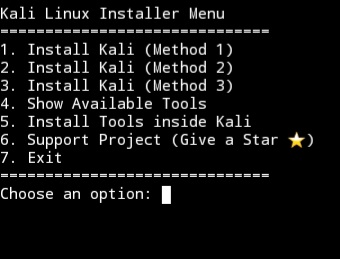 Kali Linux Installer Menu
==============================
1. Install Kali (Method 1)
2. Install Kali (Method 2)
3. Install Kali (Method 3)
4. Show Available Tools
5. Install Tools inside Kali
6. Support Project (Give a Star ⭐)
7. Exit
==============================
Choose an option: